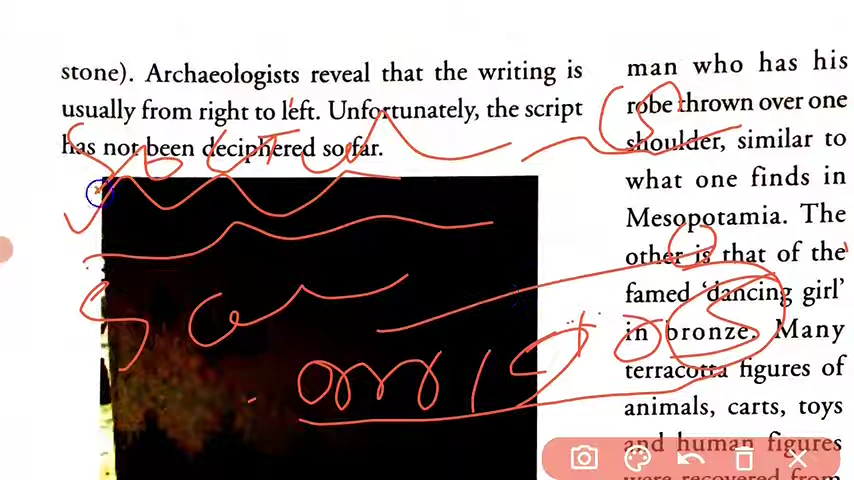 stone). Archaeologists reveal that the writing is
usually from right to left. Unfortunately, the script
has not been deciphered so far.
man who has his
robe thrown over one
shoulder, similar to
what one finds in
Mesopotamia. The
other is that of the
famed ‘dancing girl’
in bronze. Many
terracotta figures of
animals, carts, toys
and human figures
were recovered from